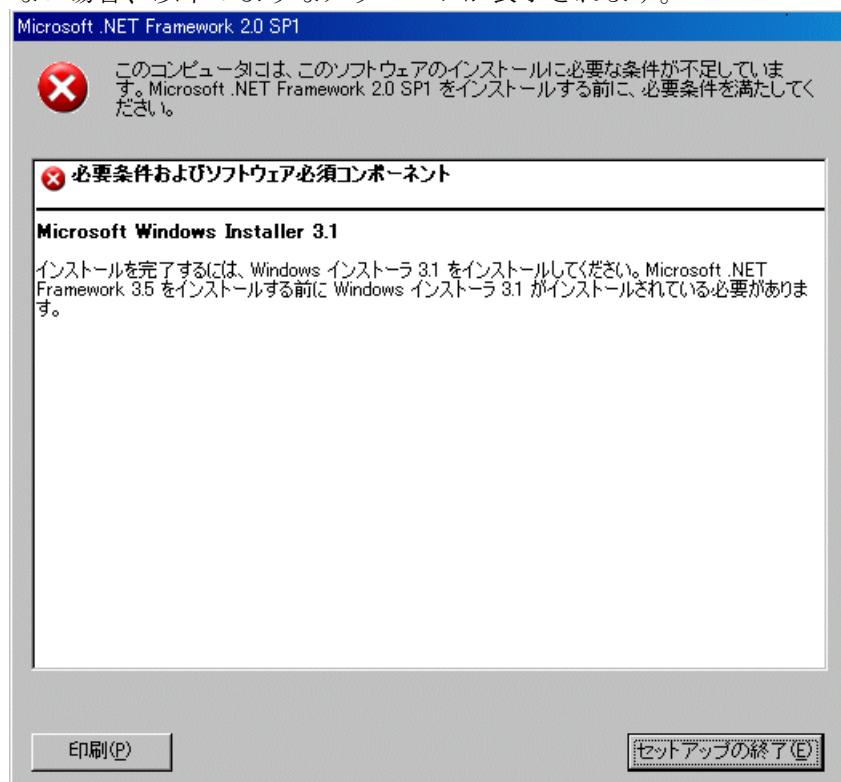 Microsoft .NET Framework 2.0 SP1
このコンピュータには、このソフトウェアのインストールに必要な条件が不足していま
す。Microsoft .NET Framework 2.0 SP1 をインストールする前に、必要条件を満たしてく
ださい。
必要条件およびソフトウェア必須コンポーネント
Microsoft Windows Installer 3.1
インストールを完了するには、Windows インストーラ 3.1 をインストールしてください。Microsoft .NET
Framework 3.5 をインストールする前に Windows インストーラ 3.1 がインストールされている必要がありま
す。
印刷(P)
セットアップの終了(E)